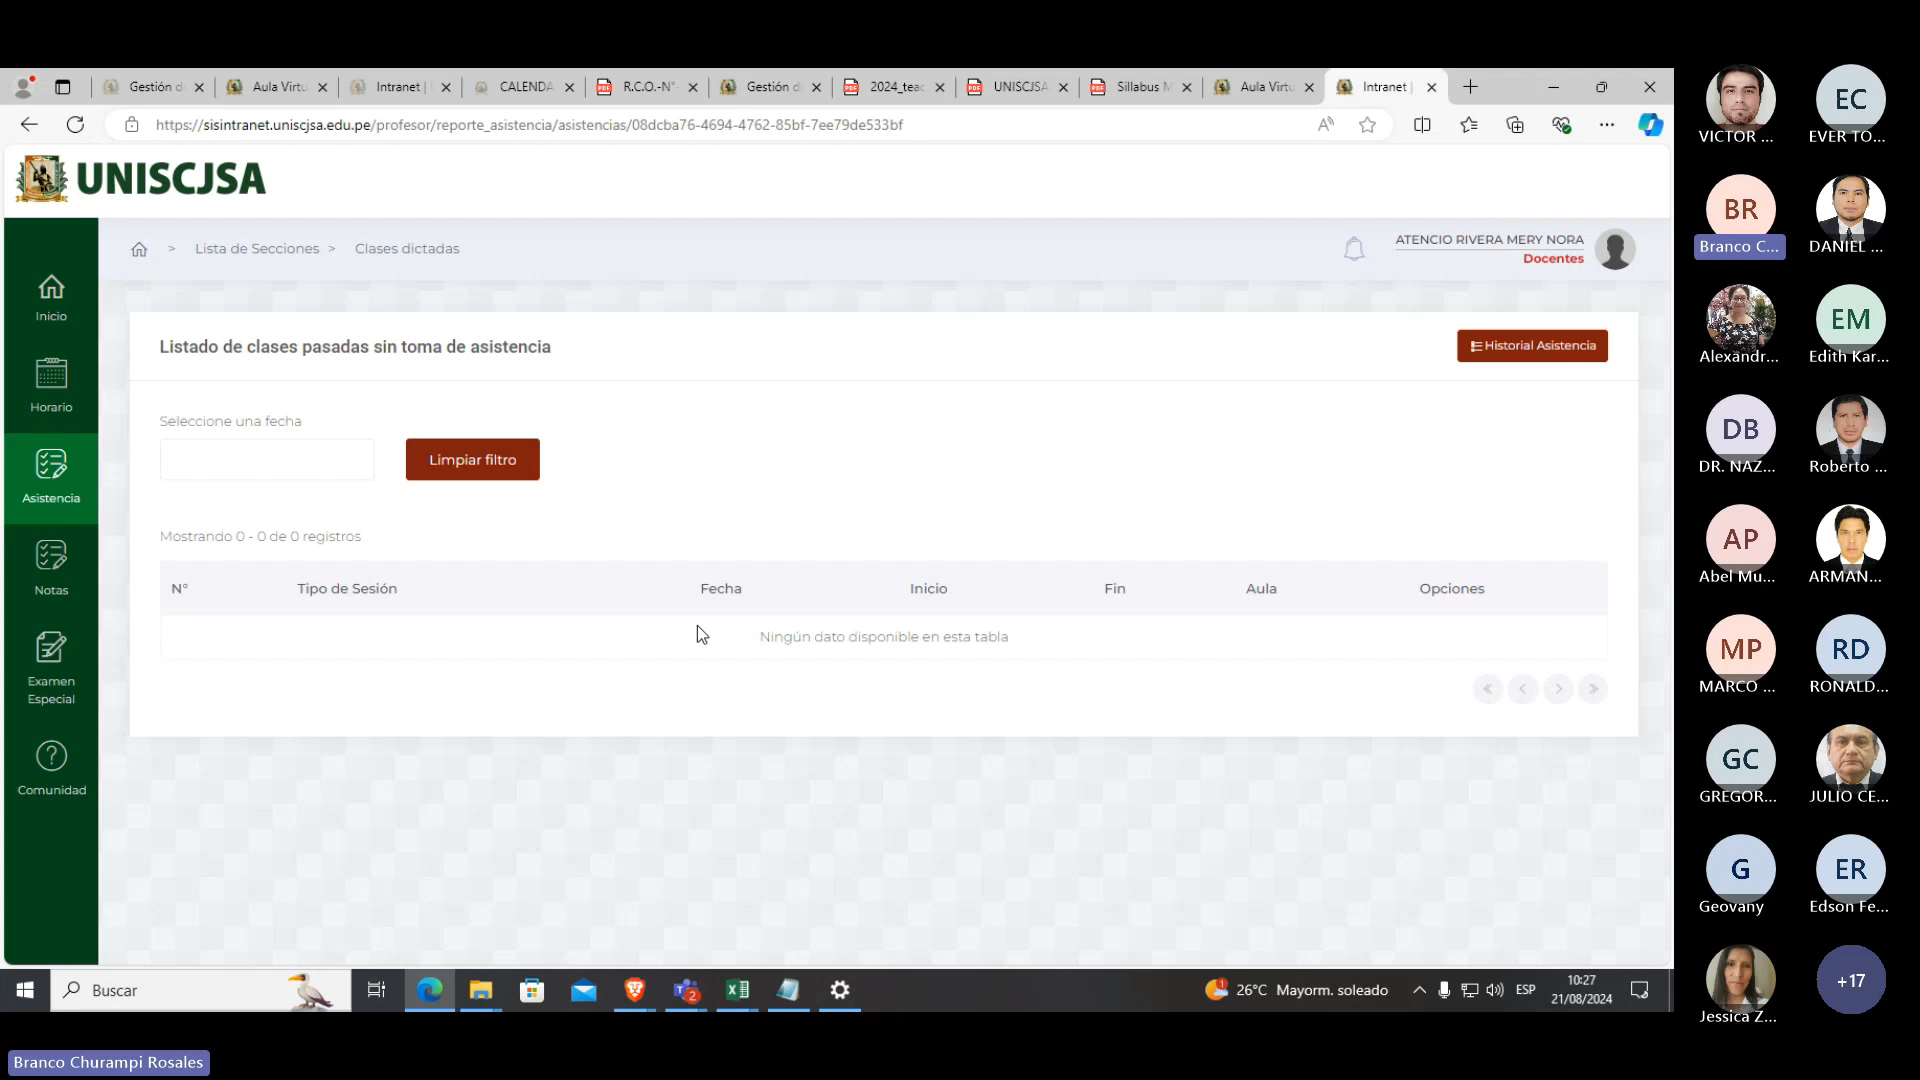 Gestión d
Aula Virtu
Intranet |
CALENDA
R.C.O.-N°
Gestión d
2024_teac
UNISCJSA
Sillabus M
Aula Virtu
Intranet |
https://sisintranet.uniscjsa.edu.pe/profesor/reporte_asistencia/asistencias/08dcba76-4694-4762-85bf-7ee79de533bf
UNISCJSA
> Lista de Secciones > Clases dictadas
ATENCIO RIVERA MERY NORA
Docentes
Inicio
Horario
Asistencia
Notas
Examen
Especial
Comunidad
Listado de clases pasadas sin toma de asistencia
Historial Asistencia
Seleccione una fecha
Limpiar filtro
Mostrando 0 - 0 de 0 registros
N° Tipo de Sesión Fecha Inicio Fin Aula Opciones
Ningún dato disponible en esta tabla
Buscar
2
1
26°C Mayorm. soleado
ESP
10:27
21/08/2024
VICTOR ...
EC
EVER TO...
BR
Branco C...
DANIEL ...
Alexandr...
EM
Edith Kar...
DB
DR. NAZ...
Roberto ...
AP
Abel Mu...
ARMAN...
MP
MARCO ...
RD
RONALD...
GC
GREGOR...
JULIO CE...
G
Geovany
ER
Edson Fe...
Jessica Z...
+17
Branco Churampi Rosales